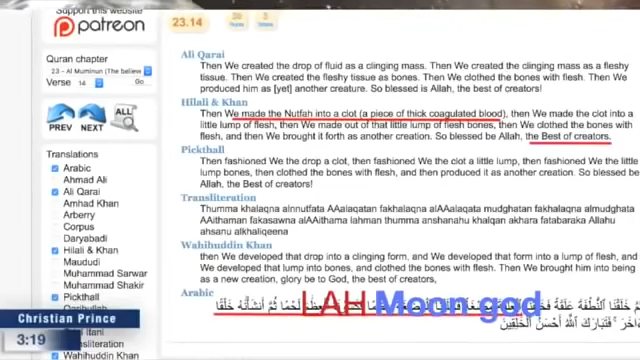 Support this website
patreon
23.14
Quran chapter
23 - Al Muminun (The believe
Verse 14 Go...
PREV NEXT ALL
Translations
Arabic
Ahmad Ali
Ali Qarai
Amhad Khan
Arberry
Corpus
Daryabadi
Hilali & Khan
Maududi
Muhammad Sarwar
Muhammad Shakir
Pickthall
Itani
Wahihuddin Khan
Ali Qarai
Then We created the drop of fluid as a clinging mass. Then We created the clinging mass as a fleshy
tissue. Then We created the fleshy tissue as bones. Then We clothed the bones with flesh. Then We
produced him as [yet] another creature. So blessed is Allah, the best of creators!
Hilali & Khan
Then We made the Nutfah into a clot (a piece of thick coagulated blood), then We made the clot into a
little lump of flesh, then We made out of that little lump of flesh bones, then We clothed the bones with
flesh, and then We brought it forth as another creation. So blessed be Allah, the Best of creators.
Pickthall
Then fashioned We the drop a clot, then fashioned We the clot a little lump, then fashioned We the little
lump bones, then clothed the bones with flesh, and then produced it as another creation. So blessed be
Allah, the Best of creators!
Transliteration
Thumma khalaqna alnnutfata AAalaqatan fakhalaqna alAAalaqata mudghatan fakhalaqna almudghata
AAithaman fakasawna alAAithama lahman thumma anshanahu khalqan akhara fatabaraka Allahu
ahsanu alkhaliqeena
Wahihuddin Khan
then We developed that drop into a clinging form, and We developed that form into a lump of flesh, and
We developed that lump into bones, and clothed the bones with flesh. Then We brought him into being
as a new creation, glory be to God, the best of creators,
Arabic
LAH Moon god
ثُمَّ خَلَقْنَا النُّطْفَةَ عَلَقَةً لَحْمًا ثُمَّ أَنشَأْنَاهُ خَلْقًا
آخَرَ ۚ فَتَبَارَكَ اللَّهُ أَحْسَنُ الْخَالِقِينَ
Christian Prince
3:19